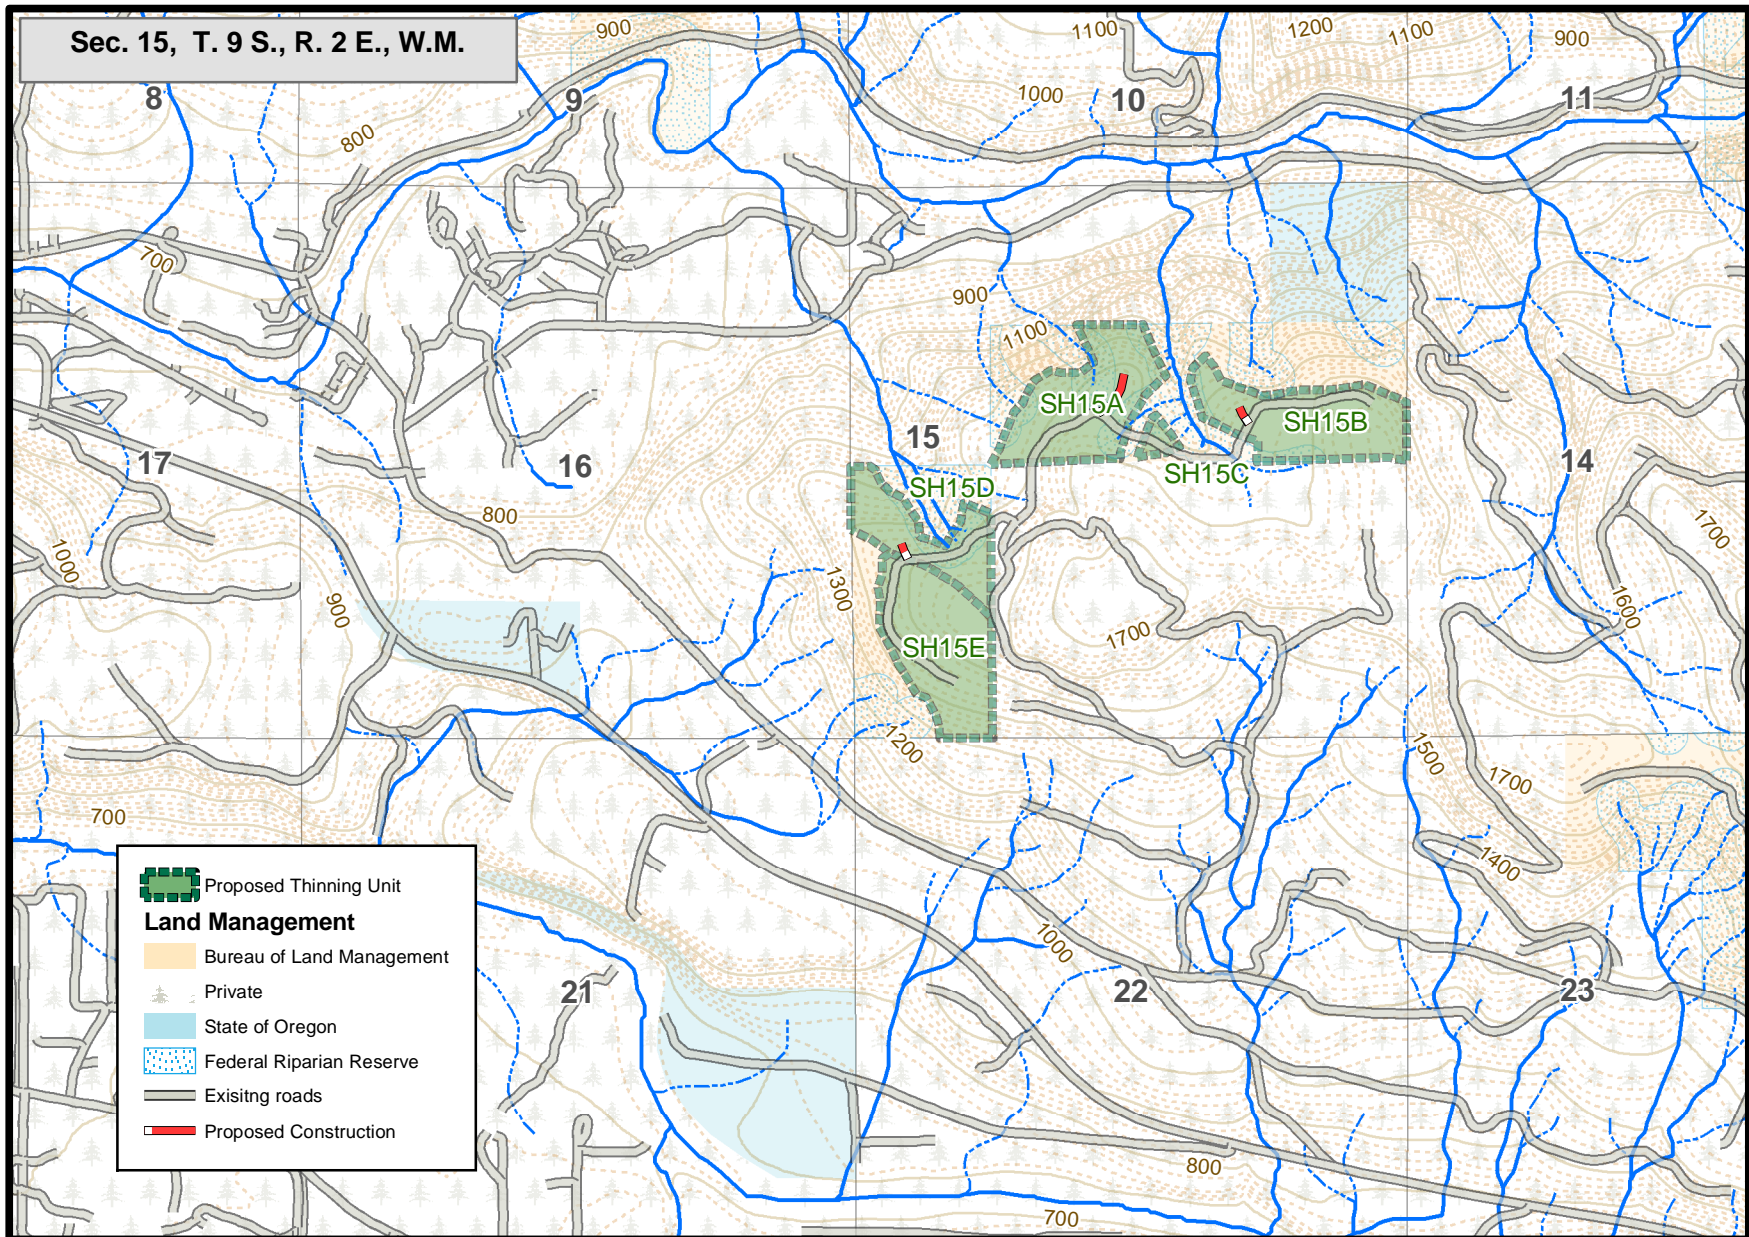 Sec. 15, T. 9 S., R. 2 E., W.M.
900
1100
1200
1100
900
8
9
1000
10
11
800
700
900
1100
SH15A
SH15B
15
17
16
SH15C
14
SH15D
800
1700
1000
1300
900
1600
1700
SH15E
1200
1500
1700
700
1400
1000
21
22
23
800
700
Proposed Thinning Unit
Land Management
Bureau of Land Management
Private
State of Oregon
Federal Riparian Reserve
Exisitng roads
Proposed Construction